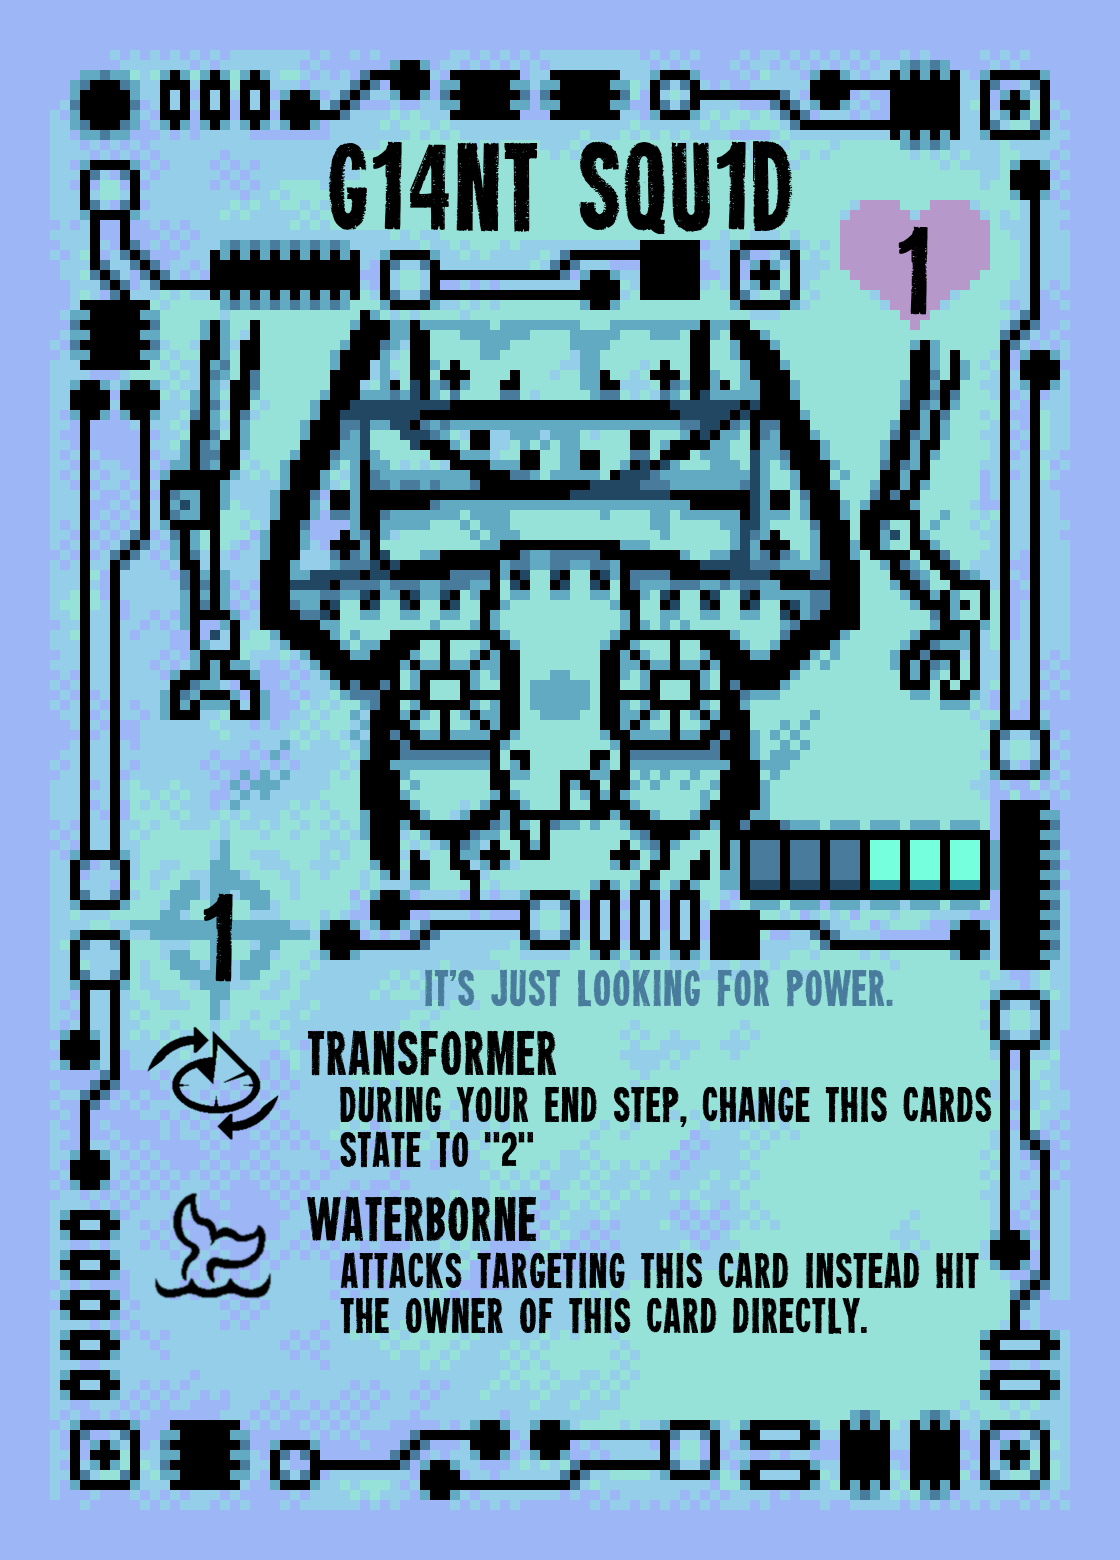 G14NT SQU1D
1
1
IT'S JUST LOOKING FOR POWER.
TRANSFORMER
DURING YOUR END STEP, CHANGE THIS CARDS
STATE TO "2"
WATERBORNE
ATTACKS TARGETING THIS CARD INSTEAD HIT
THE OWNER OF THIS CARD DIRECTLY.